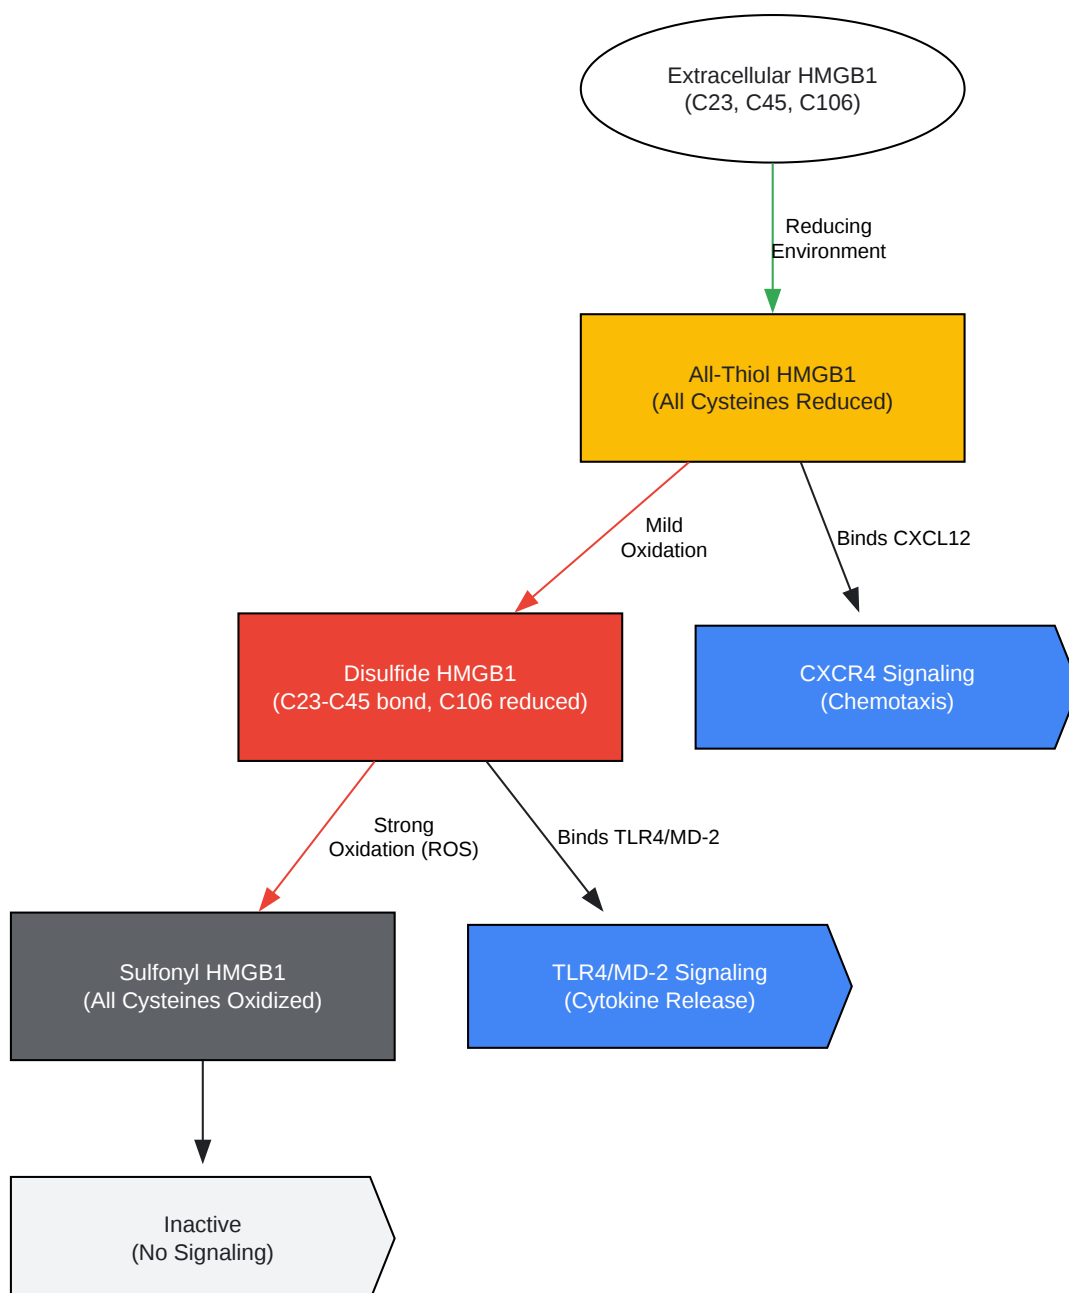 Extracellular HMGB1
(C23, C45, C106)
Reducing
Environment
All-Thiol HMGB1
(All Cysteines Reduced)
Mild
Oxidation
Binds CXCL12
Disulfide HMGB1
(C23-C45 bond, C106 reduced)
CXCR4 Signaling
(Chemotaxis)
Strong
Oxidation (ROS)
Binds TLR4/MD-2
Sulfonyl HMGB1
(All Cysteines Oxidized)
TLR4/MD-2 Signaling
(Cytokine Release)
Inactive
(No Signaling)